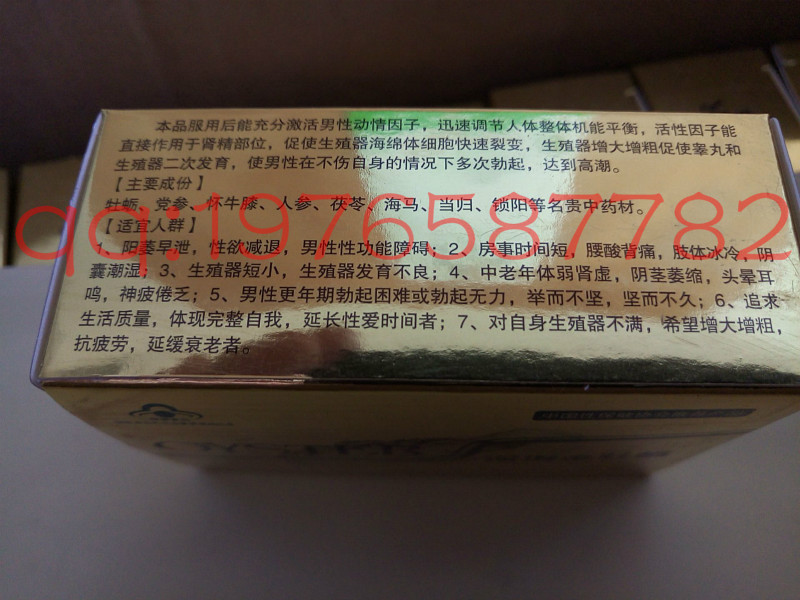 本品服用后能充分激活男性动情因子，迅速调节人体整体机能平衡，活性因子能
直接作用于肾精部位，促使生殖器海绵体细胞快速裂变，生殖器增大增粗促使睾丸和
生殖器二次发育，使男性在不伤自身的情况下多次勃起，达到高潮。
【主要成份】
牡蛎、党参、怀牛膝、人参、茯苓、海马、当归、锁阳等名贵中药材。
qq:1976587782
【适宜人群】
1、阳萎早泄，性欲减退，男性性功能障碍；2、房事时间短，腰酸背痛，肢体冰冷，阴
囊潮湿；3、生殖器短小，生殖器发育不良；4、中老年体弱肾虚，阴茎萎缩，头晕耳
鸣，神疲倦乏；5、男性更年期勃起困难或勃起无力，举而不坚，坚而不久；6、追求
生活质量，体现完整自我，延长性爱时间者；7、对自身生殖器不满，希望增大增粗，
抗疲劳，延缓衰老者。